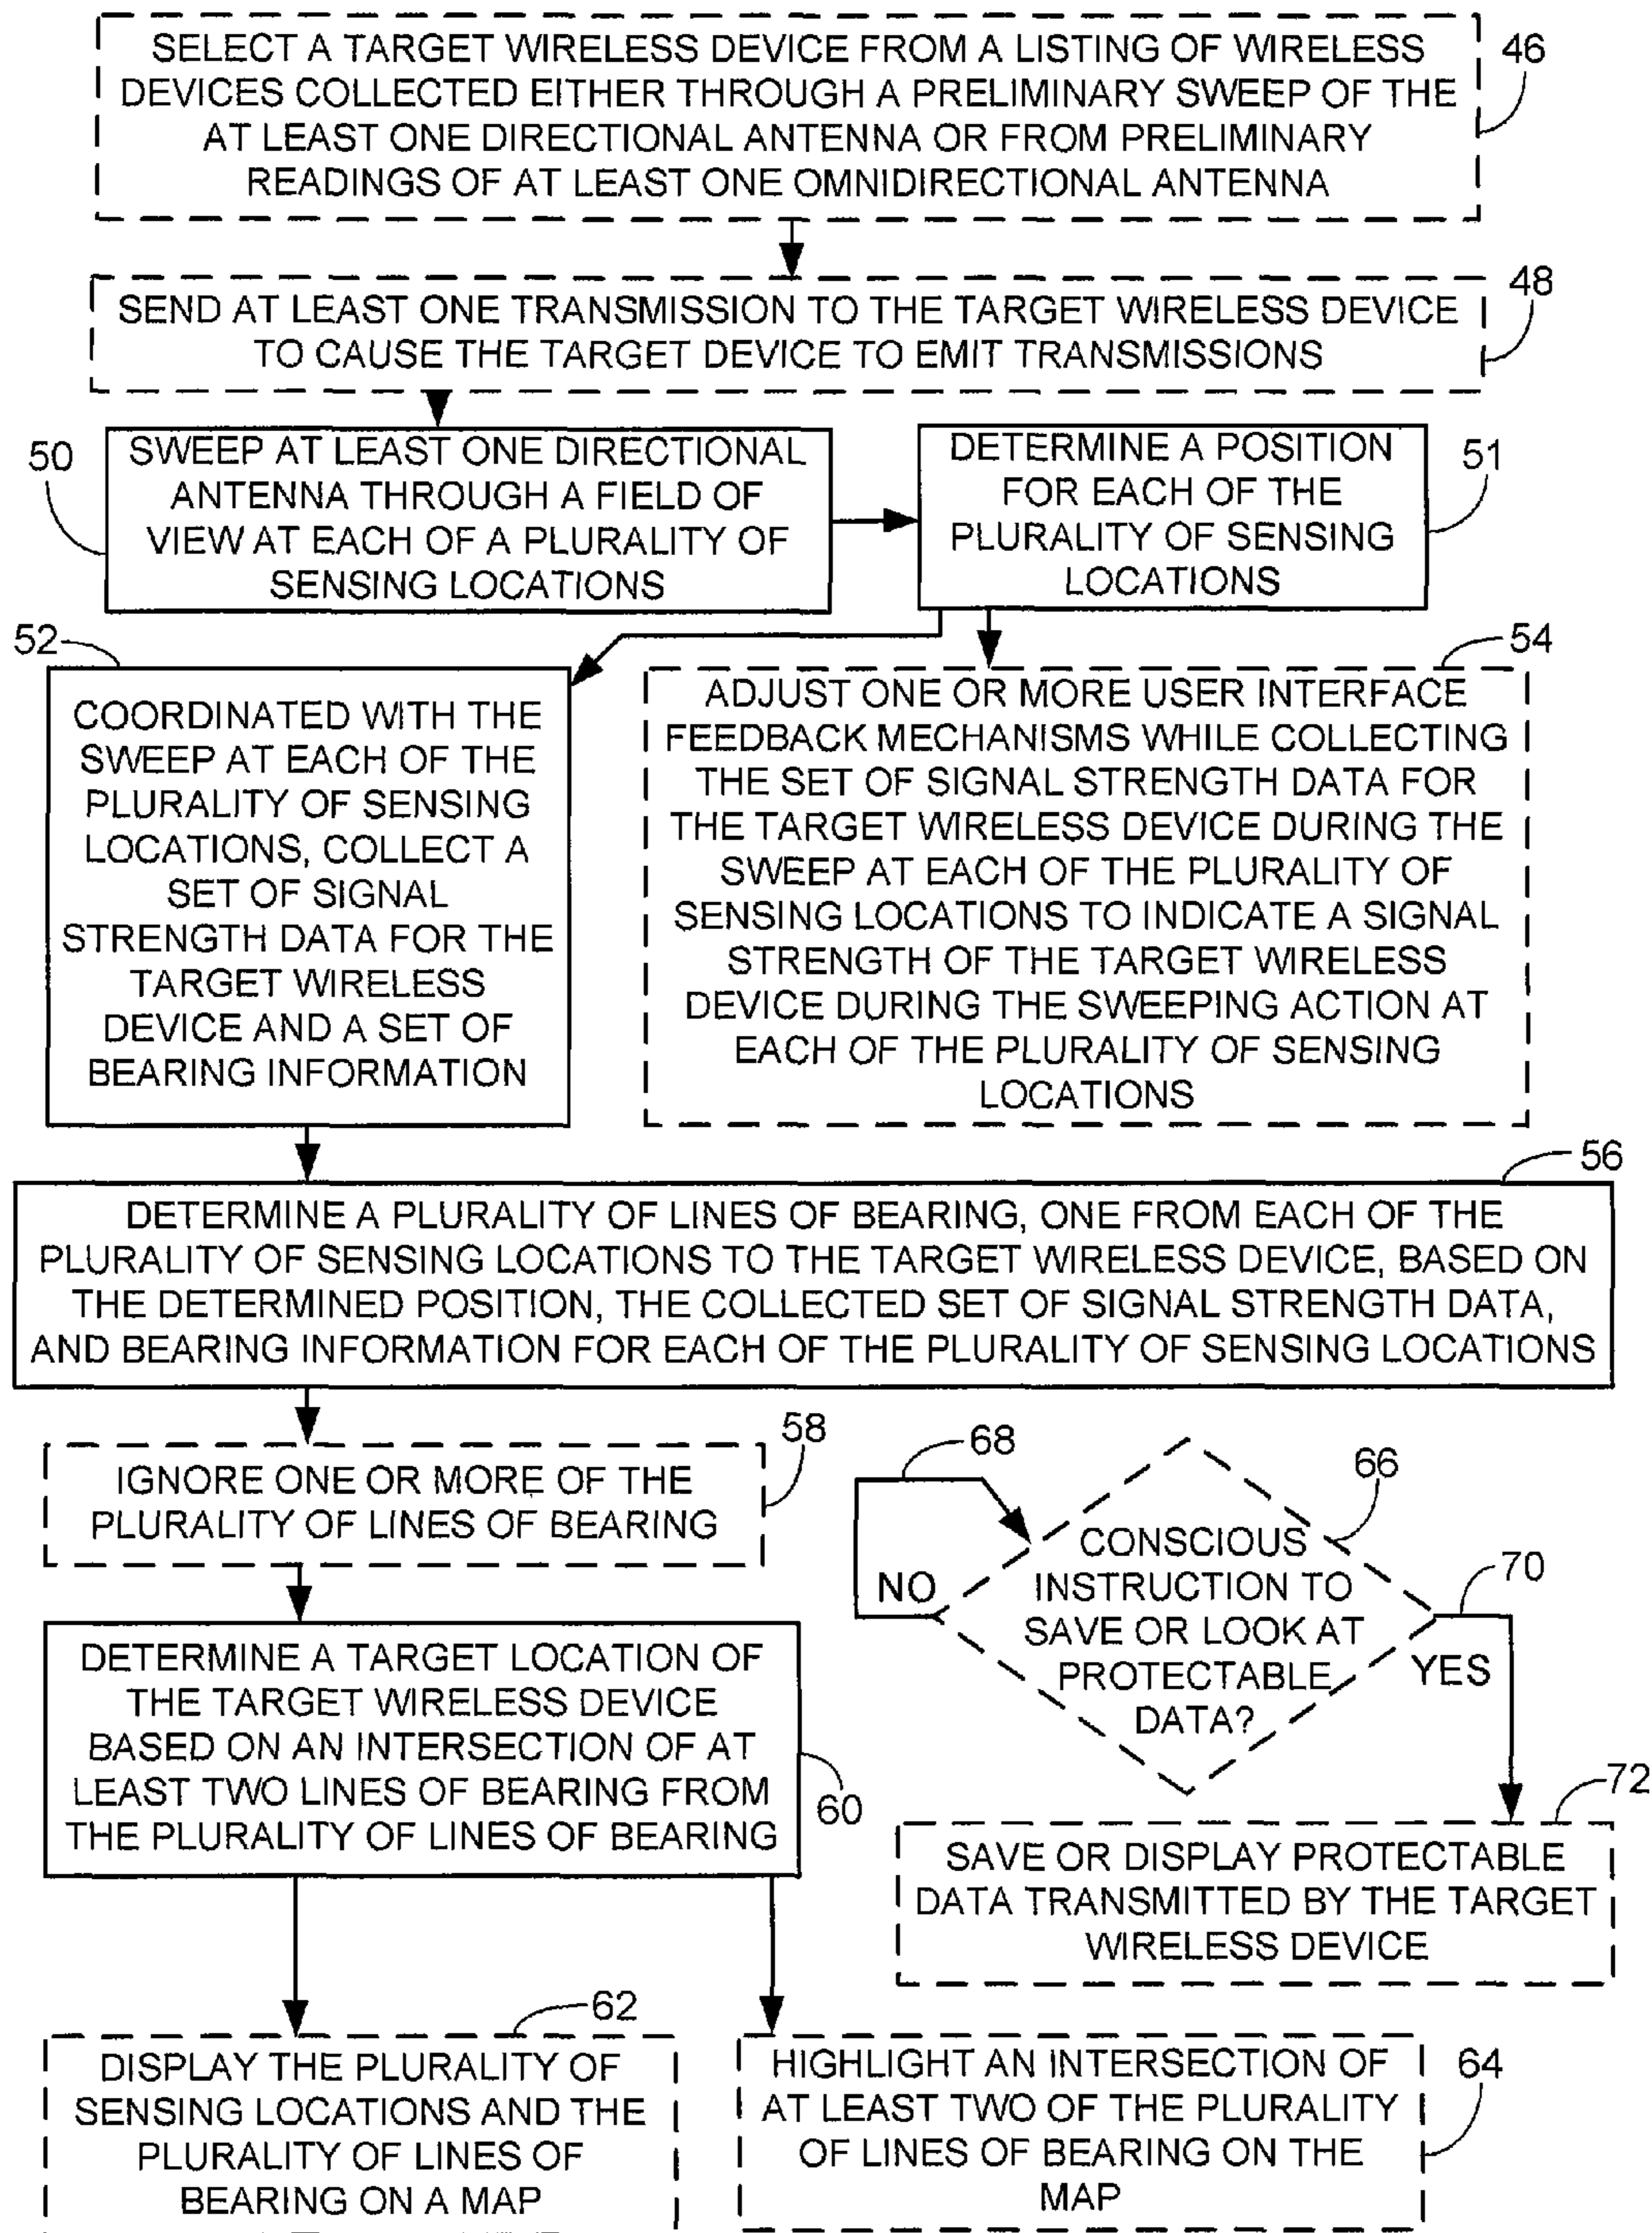 SELECT A TARGET WIRELESS DEVICE FROM A LISTING OF WIRELESS
DEVICES COLLECTED EITHER THROUGH A PRELIMINARY SWEEP OF THE
AT LEAST ONE DIRECTIONAL ANTENNA OR FROM PRELIMINARY
READINGS OF AT LEAST ONE OMNIDIRECTIONAL ANTENNA
46
SEND AT LEAST ONE TRANSMISSION TO THE TARGET WIRELESS DEVICE
TO CAUSE THE TARGET DEVICE TO EMIT TRANSMISSIONS
48
50
SWEEP AT LEAST ONE DIRECTIONAL
ANTENNA THROUGH A FIELD OF
VIEW AT EACH OF A PLURALITY OF
SENSING LOCATIONS
DETERMINE A POSITION
FOR EACH OF THE
PLURALITY OF SENSING
LOCATIONS
51
52
COORDINATED WITH THE
SWEEP AT EACH OF THE
PLURALITY OF SENSING
LOCATIONS, COLLECT A
SET OF SIGNAL
STRENGTH DATA FOR THE
TARGET WIRELESS
DEVICE AND A SET OF
BEARING INFORMATION
54
ADJUST ONE OR MORE USER INTERFACE
FEEDBACK MECHANISMS WHILE COLLECTING
THE SET OF SIGNAL STRENGTH DATA FOR
THE TARGET WIRELESS DEVICE DURING THE
SWEEP AT EACH OF THE PLURALITY OF
SENSING LOCATIONS TO INDICATE A SIGNAL
STRENGTH OF THE TARGET WIRELESS
DEVICE DURING THE SWEEPING ACTION AT
EACH OF THE PLURALITY OF SENSING
LOCATIONS
56
DETERMINE A PLURALITY OF LINES OF BEARING, ONE FROM EACH OF THE
PLURALITY OF SENSING LOCATIONS TO THE TARGET WIRELESS DEVICE, BASED ON
THE DETERMINED POSITION, THE COLLECTED SET OF SIGNAL STRENGTH DATA,
AND BEARING INFORMATION FOR EACH OF THE PLURALITY OF SENSING LOCATIONS
58
IGNORE ONE OR MORE OF THE
PLURALITY OF LINES OF BEARING
DETERMINE A TARGET LOCATION OF
THE TARGET WIRELESS DEVICE
BASED ON AN INTERSECTION OF AT
LEAST TWO LINES OF BEARING FROM
THE PLURALITY OF LINES OF BEARING
60
68
66
CONSCIOUS
INSTRUCTION TO
SAVE OR LOOK AT
PROTECTABLE
DATA?
NO
70
YES
72
SAVE OR DISPLAY PROTECTABLE
DATA TRANSMITTED BY THE TARGET
WIRELESS DEVICE
62
DISPLAY THE PLURALITY OF
SENSING LOCATIONS AND THE
PLURALITY OF LINES OF
BEARING ON A MAP
HIGHLIGHT AN INTERSECTION OF
AT LEAST TWO OF THE PLURALITY
OF LINES OF BEARING ON THE
MAP
64